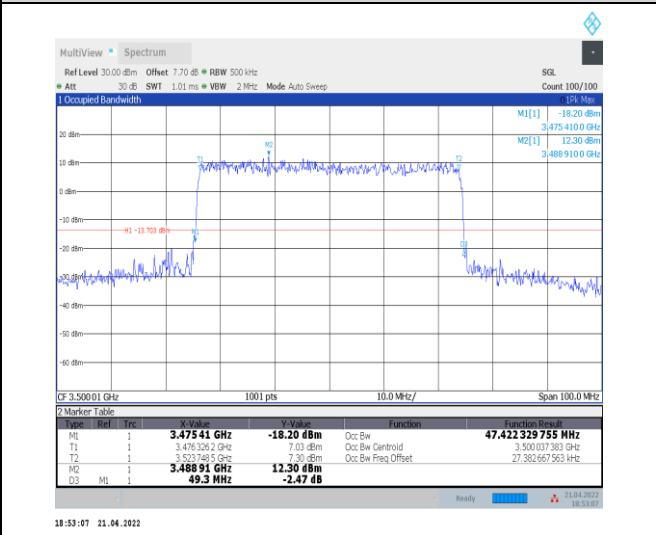 MultiView Spectrum
Ref Level 30.00 dBm Offset 7.70 dB RBW 500 kHz SGL
Att 30 dB SWT 1.01 ms VBW 2 MHz Mode Auto Sweep Count 100/100
1 Occupied Bandwidth 1Pk Max
M1[1] -18.20 dBm
3.475 410 0 GHz
M2[1] 12.30 dBm
3.488 910 0 GHz
20 dBm
M2
10 dBm
T1
T2
0 dBm
-10 dBm
H1 -13.703 dBm
M1
-20 dBm
D3
-30 dBm
-40 dBm
-50 dBm
-60 dBm
CF 3.500 01 GHz 1001 pts 10.0 MHz/ Span 100.0 MHz
2 Marker Table
Type Ref Trc X-Value Y-Value Function Function Result
M1 1 3.475 41 GHz -18.20 dBm Occ Bw 47.422 329 755 MHz
T1 1 3.476 326 2 GHz 7.03 dBm Occ Bw Centroid 3.500 037 383 GHz
T2 1 3.523 748 5 GHz 7.30 dBm Occ Bw Freq Offset 27.382 667 563 kHz
M2 1 3.488 91 GHz 12.30 dBm
D3 M1 1 49.3 MHz -2.47 dB
Ready 21.04.2022
18:53:07
18:53:07 21.04.2022